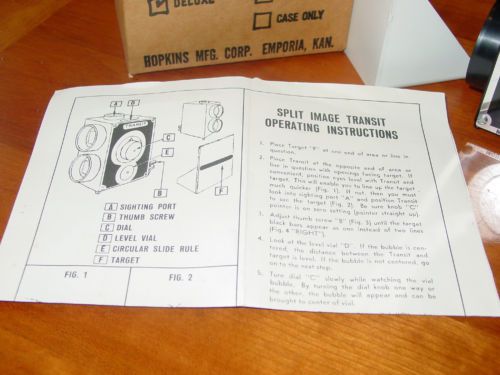 DELUXE
CASE ONLY
HOPKINS MFG. CORP. EMPORIA, KAN.
A
B
TRANSIT
C
D
E
B
F
A SIGHTING PORT
B THUMB SCREW
C DIAL
D LEVEL VIAL
E CIRCULAR SLIDE RULE
F TARGET
FIG. 1
FIG. 2
SPLIT IMAGE TRANSIT
OPERATING INSTRUCTIONS
1. Place Target "F" at one end of area or line in
question.
2. Place Transit at the opposite end of area or
line in question with openings facing target. If
convenient, position eyes level with Transit and
target. This will enable you to line up the target
much quicker (Fig. 1). If not, then you must
look into sighting port "A" and position Transit
to see the target (Fig. 2). Be sure knob "C"
pointer is on zero setting (pointer straight up).
3. Adjust thumb screw "B" (Fig. 3) until the target
black bars appear as one instead of two lines
(Fig. 4 "RIGHT").
4. Look at the level vial "D". If the bubble is cen-
tered, the distance between the Transit and
target is level. If the bubble is not centered, go
on to the next step.
5. Turn dial "C" slowly while watching the vial
bubble. By turning the dial knob one way or
the other, the bubble will appear and can be
brought to center of vial.